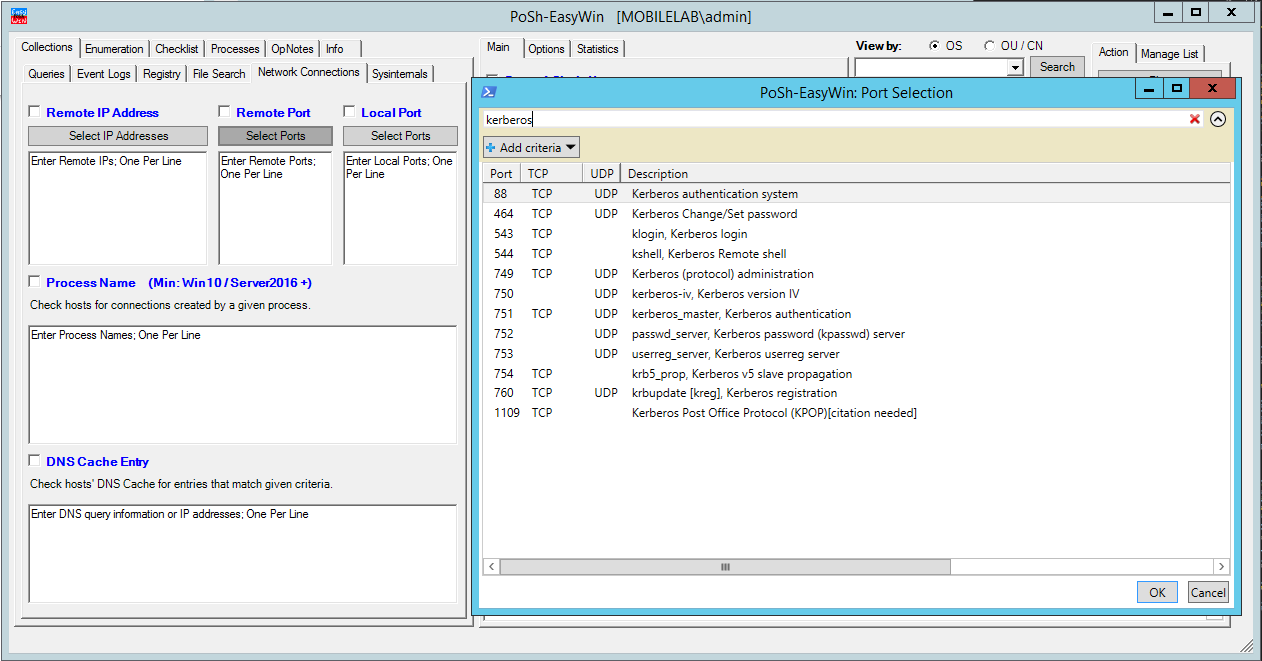 Easy
WIN
PoSh-EasyWin [MOBILELAB\admin]
Collections Enumeration Checklist Processes OpNotes Info
Queries Event Logs Registry File Search Network Connections Sysinternals
Remote IP Address Remote Port Local Port
Select IP Addresses Select Ports Select Ports
Enter Remote IPs; One Per Line
Enter Remote Ports;
One Per Line
Enter Local Ports; One
Per Line
Process Name (Min: Win10 / Server2016 +)
Check hosts for connections created by a given process.
Enter Process Names; One Per Line
DNS Cache Entry
Check hosts' DNS Cache for entries that match given criteria.
Enter DNS query information or IP addresses; One Per Line
Main Options Statistics
View by: OS OU / CN
Search
Action Manage List
PoSh-EasyWin: Port Selection
kerberos
Add criteria
Port TCP UDP Description
88 TCP UDP Kerberos authentication system
464 TCP UDP Kerberos Change/Set password
543 TCP klogin, Kerberos login
544 TCP kshell, Kerberos Remote shell
749 TCP UDP Kerberos (protocol) administration
750 UDP kerberos-iv, Kerberos version IV
751 TCP UDP kerberos_master, Kerberos authentication
752 UDP passwd_server, Kerberos password (kpasswd) server
753 UDP userreg_server, Kerberos userreg server
754 TCP krb5_prop, Kerberos v5 slave propagation
760 TCP UDP krbupdate [kreg], Kerberos registration
1109 TCP Kerberos Post Office Protocol (KPOP)[citation needed]
OK Cancel